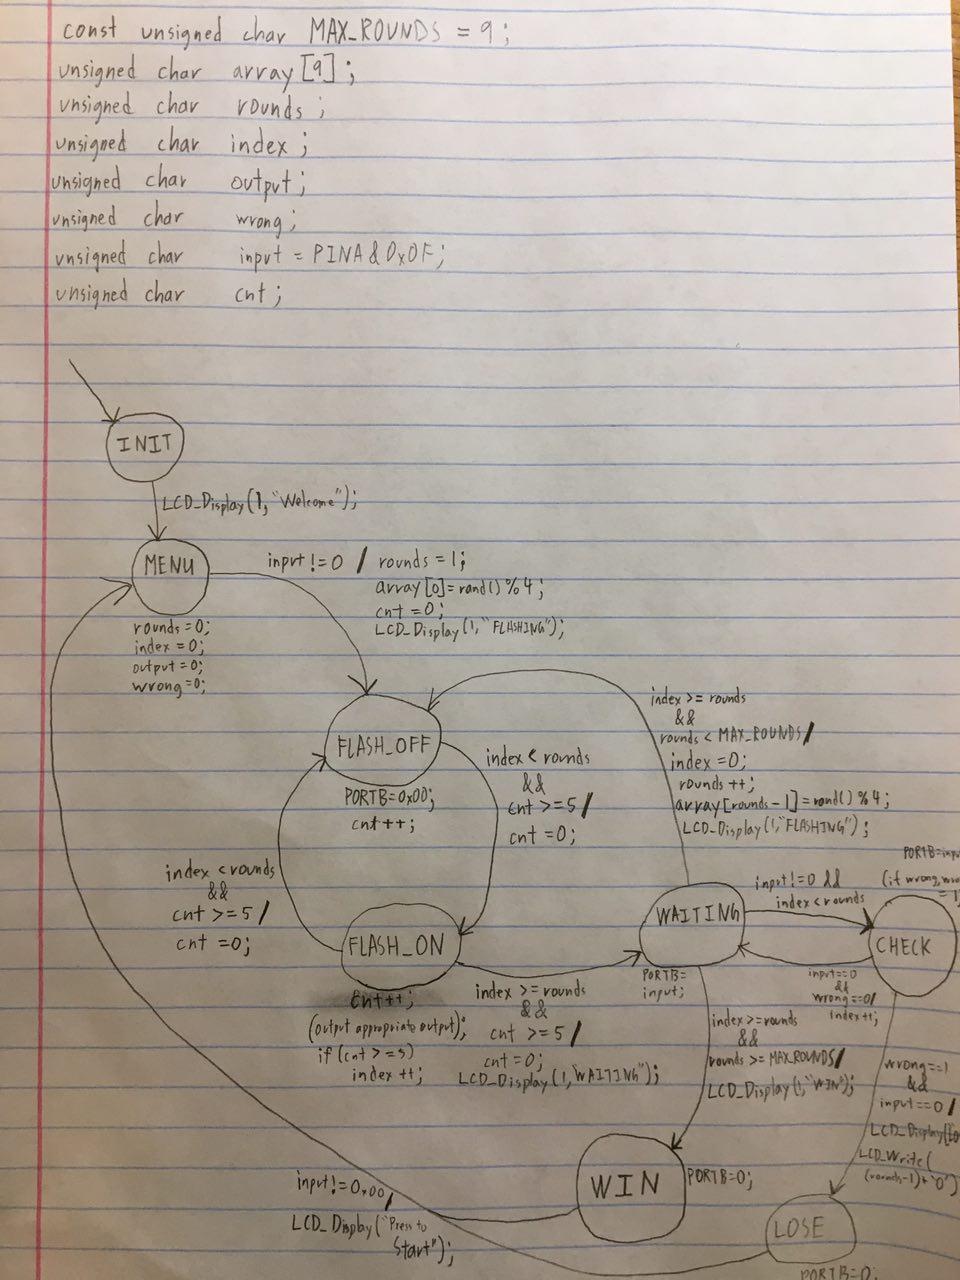 const unsigned char MAX_ROUNDS = 9;
unsigned char array[9];
unsigned char rounds;
unsigned char index;
unsigned char output;
unsigned char wrong;
unsigned char input = PINA & 0x0F;
unsigned char cnt;
INIT
LCD_Display(1, "Welcome");
MENU
rounds=0;
index=0;
output=0;
wrong=0;
input != 0 / rounds = 1;
array[0]=rand()%4;
cnt=0;
LCD_Display(1, "FLASHING");
FLASH_OFF
PORTB=0x00;
cnt++;
index < rounds
&&
cnt >= 5 /
cnt = 0;
index >= rounds
&&
rounds < MAX_ROUNDS /
index = 0;
rounds ++;
array[rounds-1]=rand()%4;
LCD_Display(1, "FLASHING");
index < rounds
&&
cnt >= 5 /
cnt = 0;
FLASH_ON
cnt++;
(output appropriate output);
if (cnt >= 5)
index ++;
index >= rounds
&&
cnt >= 5 /
cnt=0;
LCD_Display(1, "WAITING");
WAITING
PORTB=
input;
input != 0 &&
index < rounds
PORTB=
(if wrong,
= 1
CHECK
input==0
&&
wrong==0/
index++;
index >= rounds
&&
rounds >= MAX_ROUNDS /
LCD_Display(1, "WIN");
wrong==1
&&
input==0 /
LCD_Display(
LCD_Write(
(rounds-1)+'0')
WIN
PORTB=0;
input != 0x00/
LCD_Display("Press to
Start");
LOSE
PORTB=0;